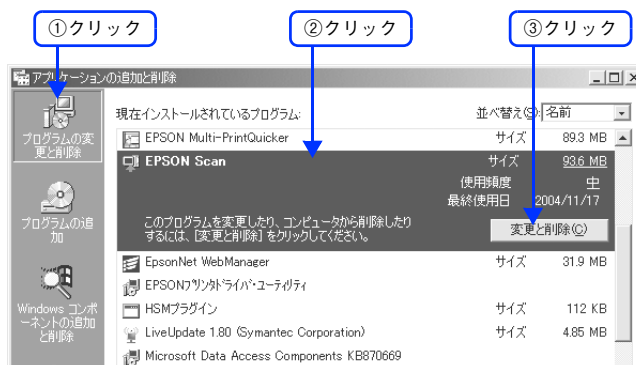 ①クリック
②クリック
③クリック
アプリケーションの追加と削除
プログラムの変
更と削除
プログラムの追
加
Windows コンポ
ーネントの追加
と削除
現在インストールされているプログラム:
並べ替え(S): 名前
EPSON Multi-PrintQuicker サイズ 89.3 MB
EPSON Scan サイズ 93.6 MB
使用頻度 中
最終使用日 2004/11/17
このプログラムを変更したり、コンピュータから削除したり
するには、[変更と削除] をクリックしてください。
変更と削除(C)
EpsonNet WebManager サイズ 31.9 MB
EPSONプリンタドライバ・ユーティリティ
HSMプラグイン サイズ 112 KB
LiveUpdate 1.80 (Symantec Corporation) サイズ 4.85 MB
Microsoft Data Access Components KB870669